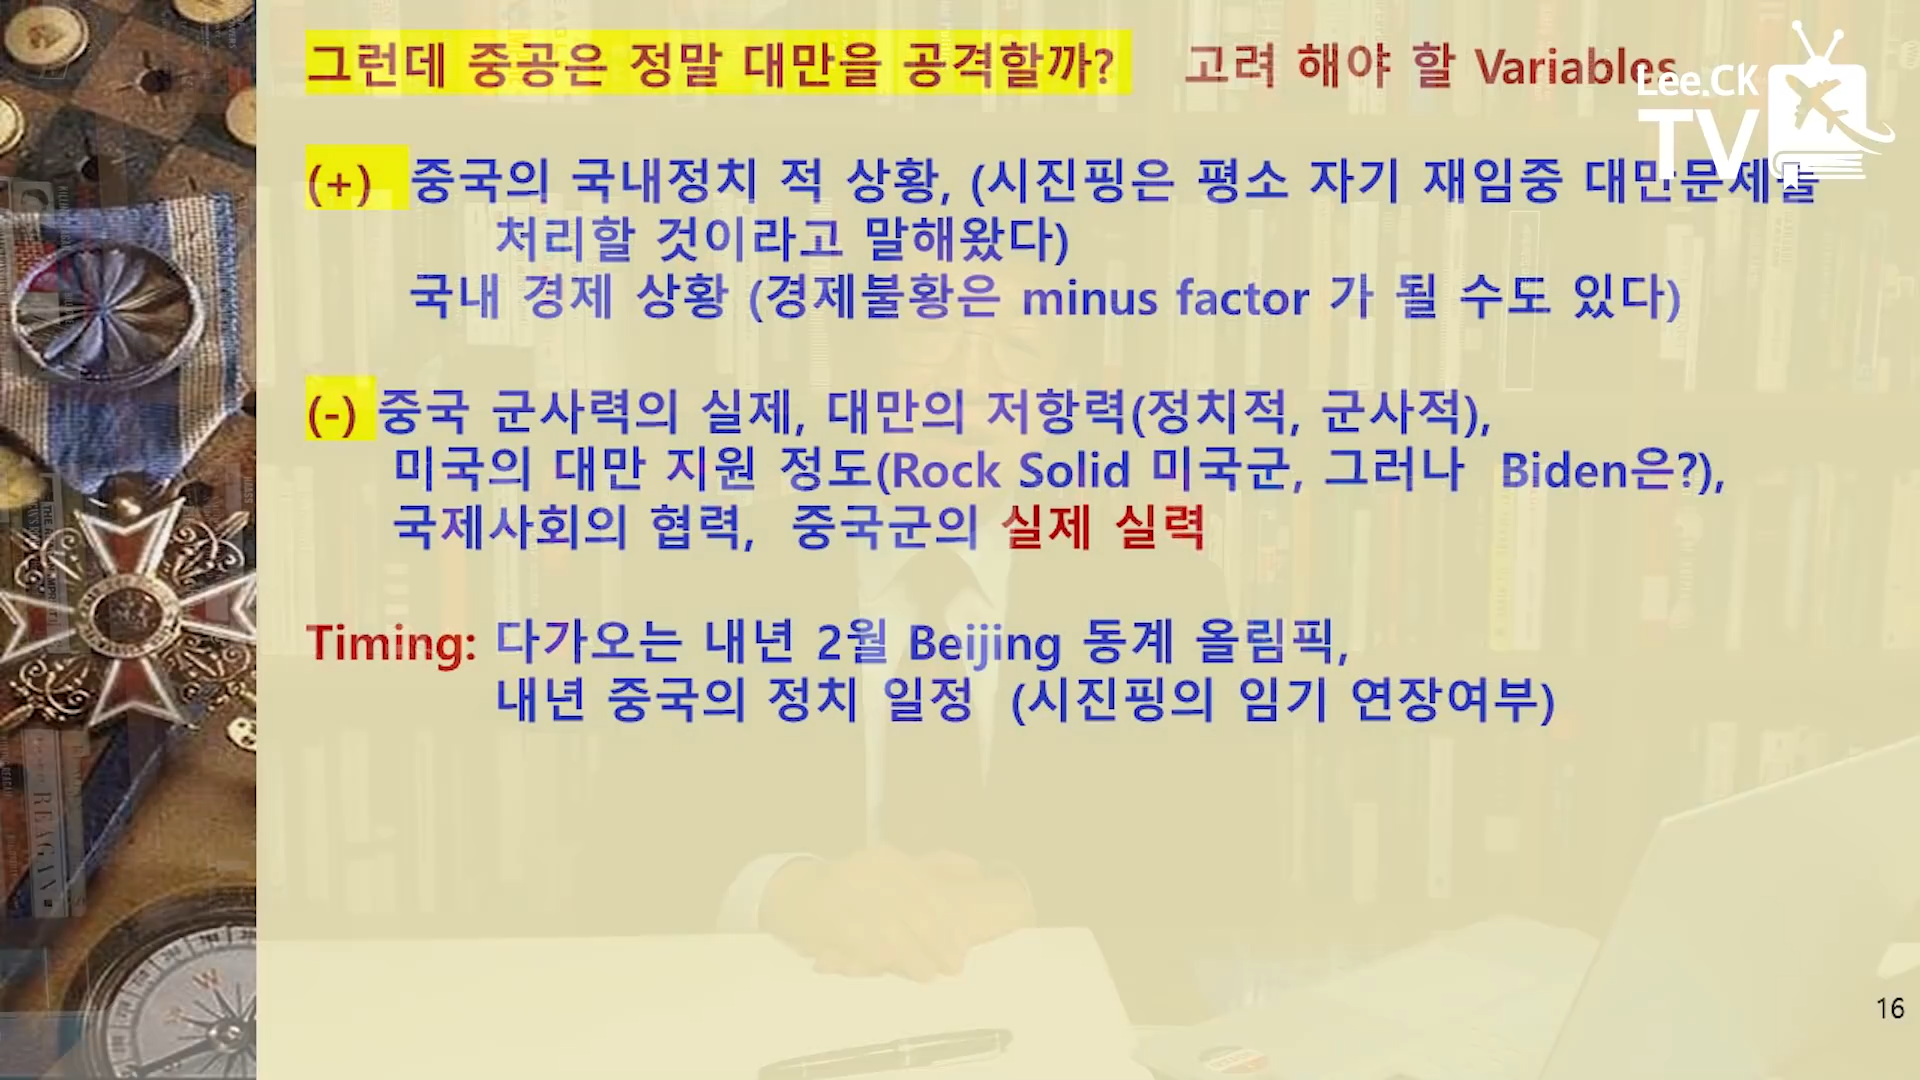 그런데 중공은 정말 대만을 공격할까? 고려 해야 할 Variables
Lee.CK
TV
(+) 중국의 국내정치 적 상황, (시진핑은 평소 자기 재임중 대만문제를
처리할 것이라고 말해왔다)
국내 경제 상황 (경제불황은 minus factor 가 될 수도 있다)
(-) 중국 군사력의 실제, 대만의 저항력(정치적, 군사적),
미국의 대만 지원 정도(Rock Solid 미국군, 그러나 Biden은?),
국제사회의 협력, 중국군의 실제 실력
Timing: 다가오는 내년 2월 Beijing 동계 올림픽,
내년 중국의 정치 일정 (시진핑의 임기 연장여부)
REAGAN
W
16